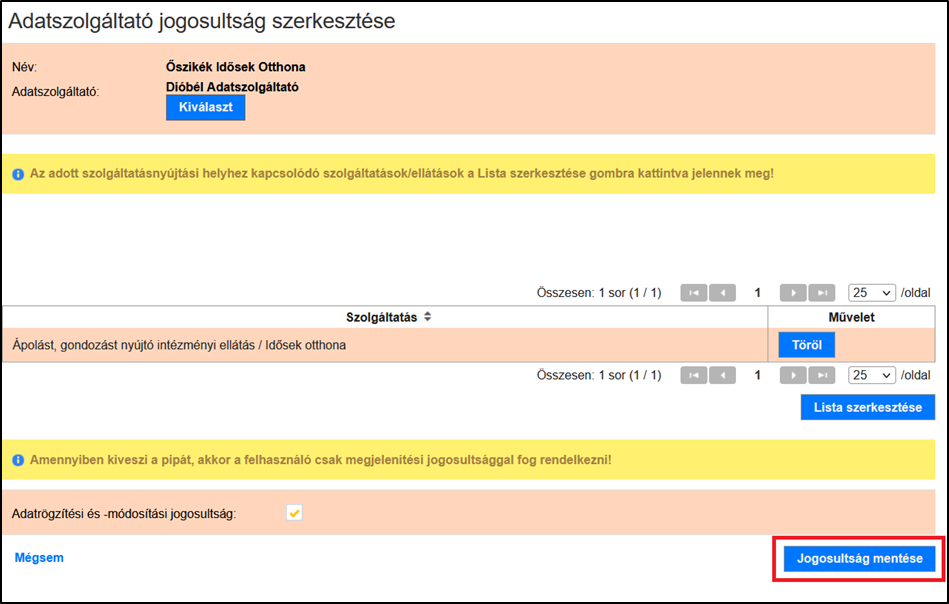 Adatszolgáltató jogosultság szerkesztése
Név: Őszikék Idősek Otthona
Adatszolgáltató: Dióbél Adatszolgáltató
Kiválaszt
Az adott szolgáltatásnyújtási helyhez kapcsolódó szolgáltatások/ellátások a Lista szerkesztése gombra kattintva jelennek meg!
Összesen: 1 sor (1 / 1) 1 25 /oldal
Szolgáltatás Művelet
Ápolást, gondozást nyújtó intézményi ellátás / Idősek otthona Töröl
Összesen: 1 sor (1 / 1) 1 25 /oldal
Lista szerkesztése
Amennyiben kiveszi a pipát, akkor a felhasználó csak megjelenítési jogosultsággal fog rendelkezni!
Adatrögzítési és -módosítási jogosultság:
Mégsem Jogosultság mentése